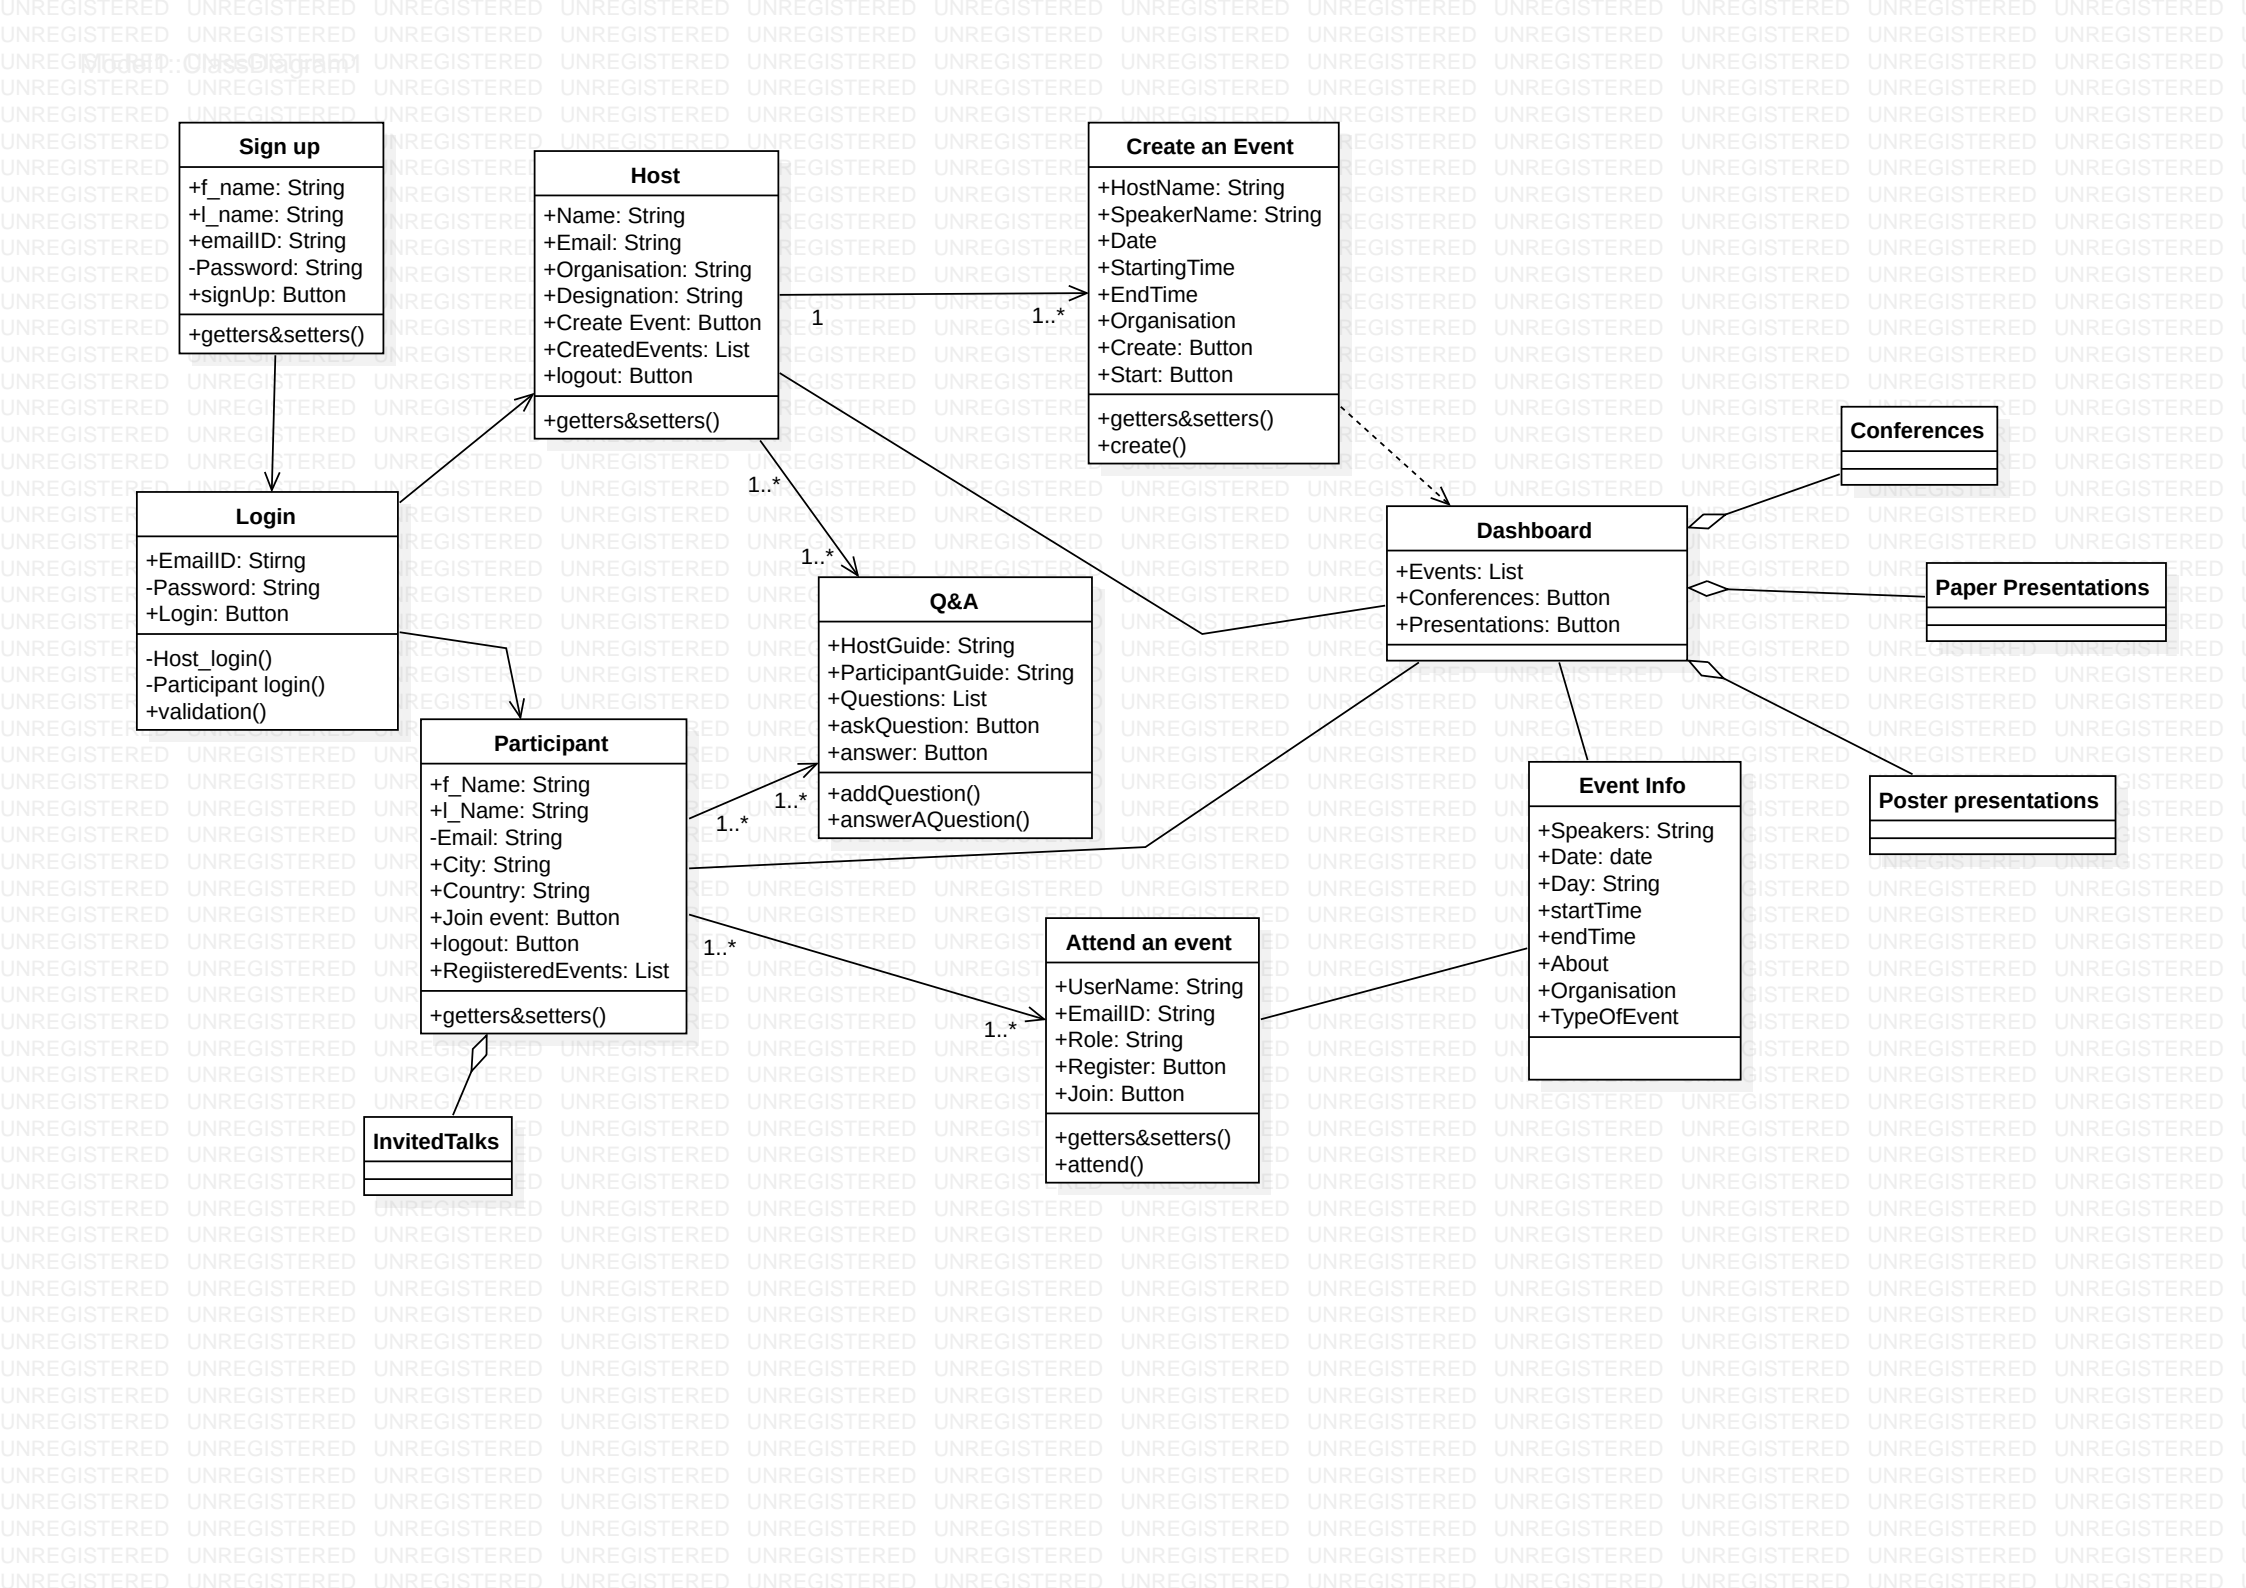 Model1::ClassDiagram1
Sign up
+f_name: String
+l_name: String
+emailID: String
-Password: String
+signUp: Button
+getters&setters()
Host
+Name: String
+Email: String
+Organisation: String
+Designation: String
+Create Event: Button
+CreatedEvents: List
+logout: Button
+getters&setters()
Create an Event
+HostName: String
+SpeakerName: String
+Date
+StartingTime
+EndTime
+Organisation
+Create: Button
+Start: Button
+getters&setters()
+create()
1
1..*
Login
+EmailID: Stirng
-Password: String
+Login: Button
-Host_login()
-Participant login()
+validation()
1..*
1..*
Q&A
+HostGuide: String
+ParticipantGuide: String
+Questions: List
+askQuestion: Button
+answer: Button
+addQuestion()
+answerAQuestion()
Dashboard
+Events: List
+Conferences: Button
+Presentations: Button
Conferences
Paper Presentations
Poster presentations
Participant
+f_Name: String
+l_Name: String
-Email: String
+City: String
+Country: String
+Join event: Button
+logout: Button
+RegiisteredEvents: List
+getters&setters()
1..*
1..*
1..*
1..*
Event Info
+Speakers: String
+Date: date
+Day: String
+startTime
+endTime
+About
+Organisation
+TypeOfEvent
Attend an event
+UserName: String
+EmailID: String
+Role: String
+Register: Button
+Join: Button
+getters&setters()
+attend()
InvitedTalks
UNREGISTERED